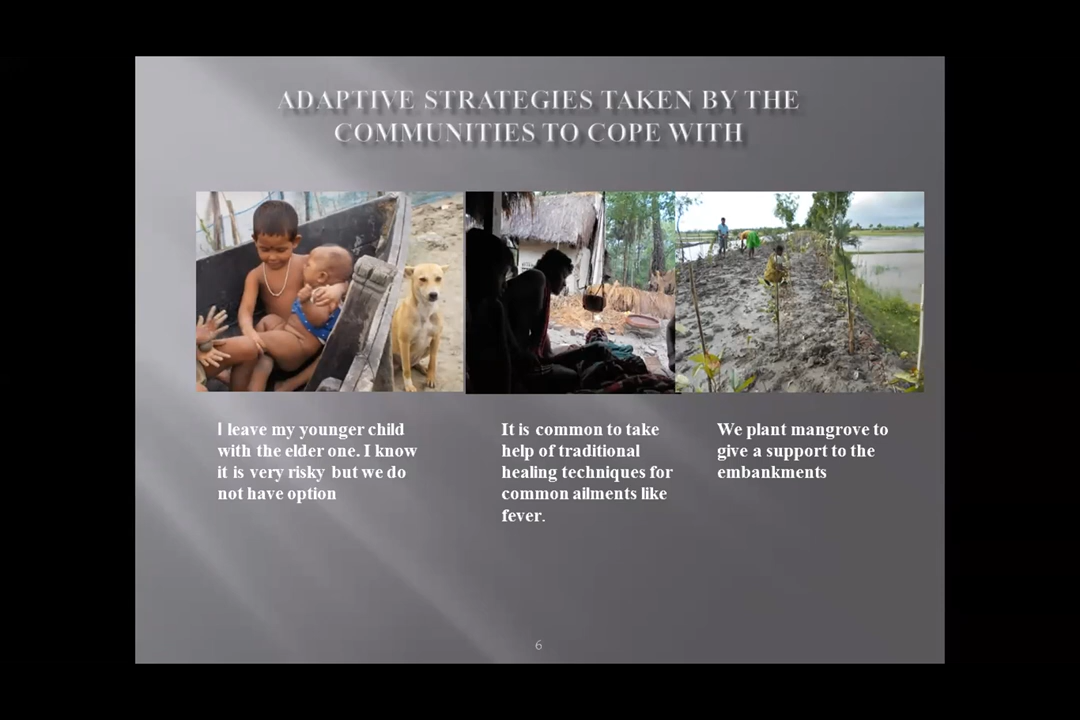 ADAPTIVE STRATEGIES TAKEN BY THE
COMMUNITIES TO COPE WITH
I leave my younger child
with the elder one. I know
it is very risky but we do
not have option
It is common to take
help of traditional
healing techniques for
common ailments like
fever.
We plant mangrove to
give a support to the
embankments
6